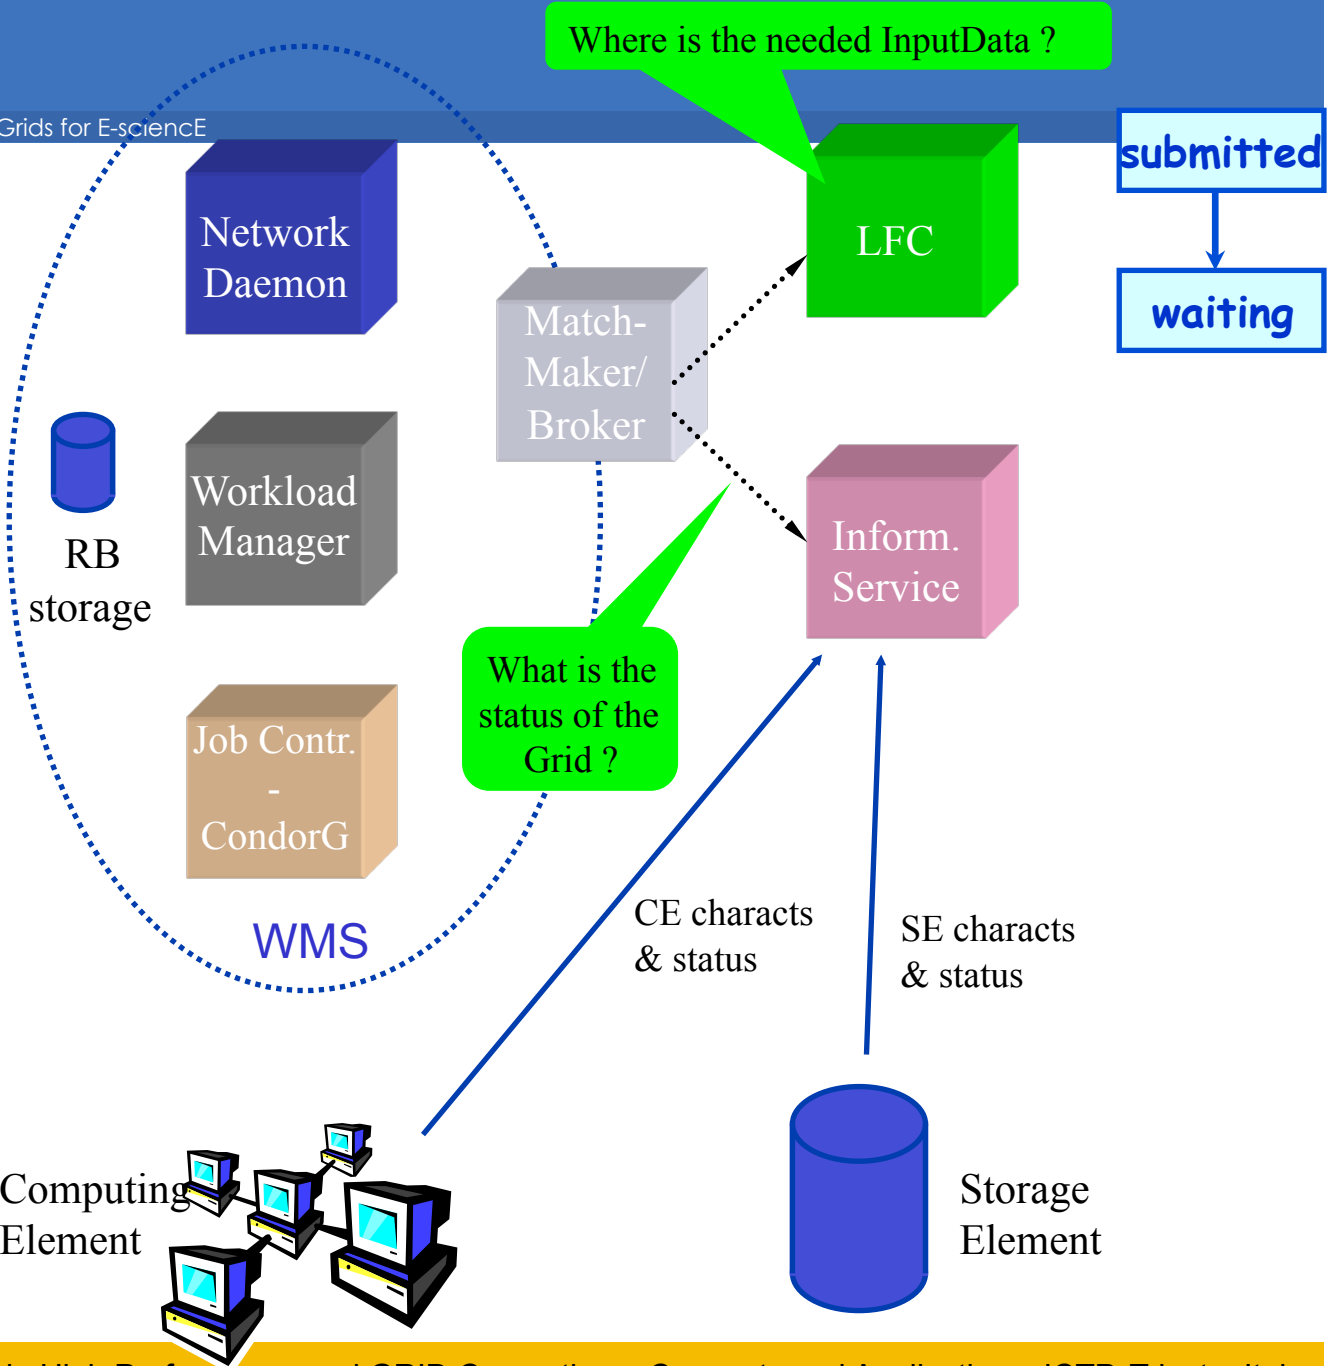 Where is the needed InputData ?
Grids for E-sciencE
submitted
Network
Daemon
LFC
waiting
Match-
Maker/
Broker
Workload
Manager
RB
storage
Inform.
Service
What is the
status of the
Grid ?
Job Contr.
-
CondorG
WMS
CE characts
& status
SE characts
& status
Computing
Element
Storage
Element